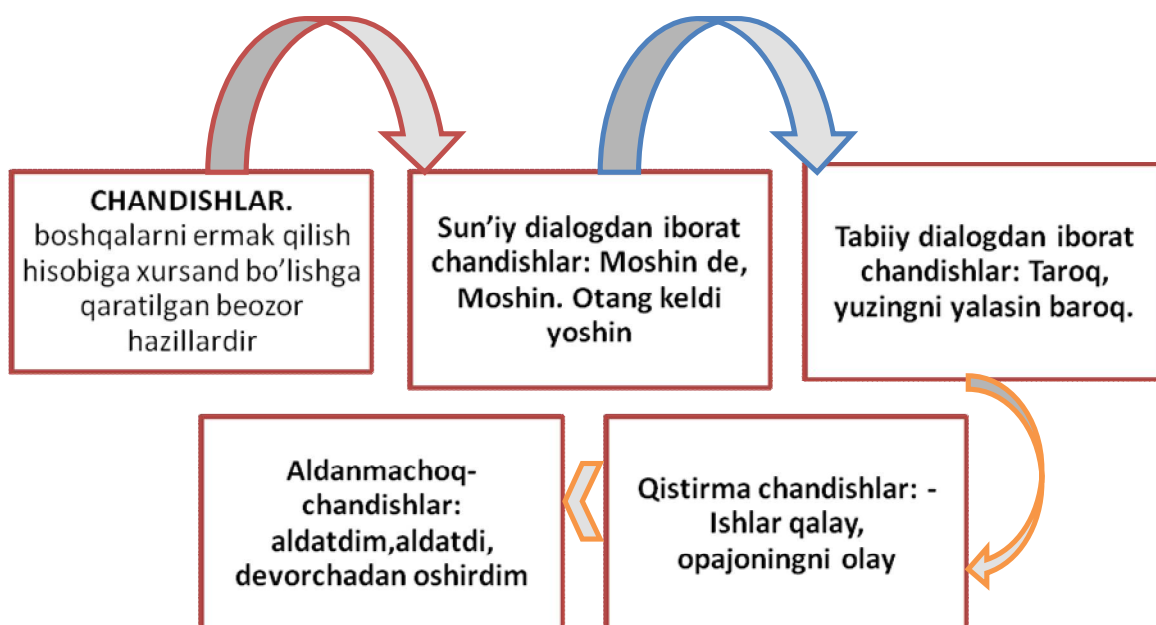 CHANDISHLAR.
boshqalarni ermak qilish
hisobiga xursand bo'lishga
qaratilgan beozor
hazillardir
Sun’iy dialogdan iborat
chandishlar: Moshin de,
Moshin. Otang keldi
yoshin
Tabiiy dialogdan iborat
chandishlar: Taroq,
yuzingni yalasin baroq.
Qistirma chandishlar: -
Ishlar qalay,
opajoningni olay
Aldanmachoq-
chandishlar:
aldatdim,aldatdi,
devorchadan oshirdim